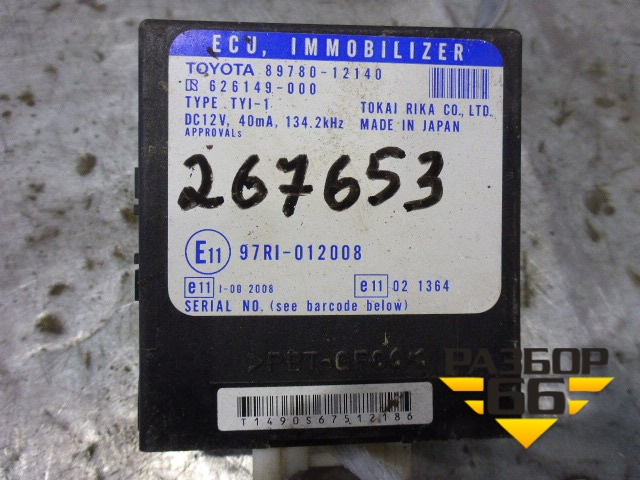 ECU, IMMOBILIZER
TOYOTA 89780-12140
626149-000
TYPE TYI-1 TOKAI RIKA CO., LTD.
DC12V, 40mA, 134.2kHz MADE IN JAPAN
APPROVALs
267653
E11 97RI-012008
e11 I-00 2008 e11 02 1364
SERIAL NO. (see barcode below)
>PBT-GF30<
T1490S67512186
РАЗБОР
66